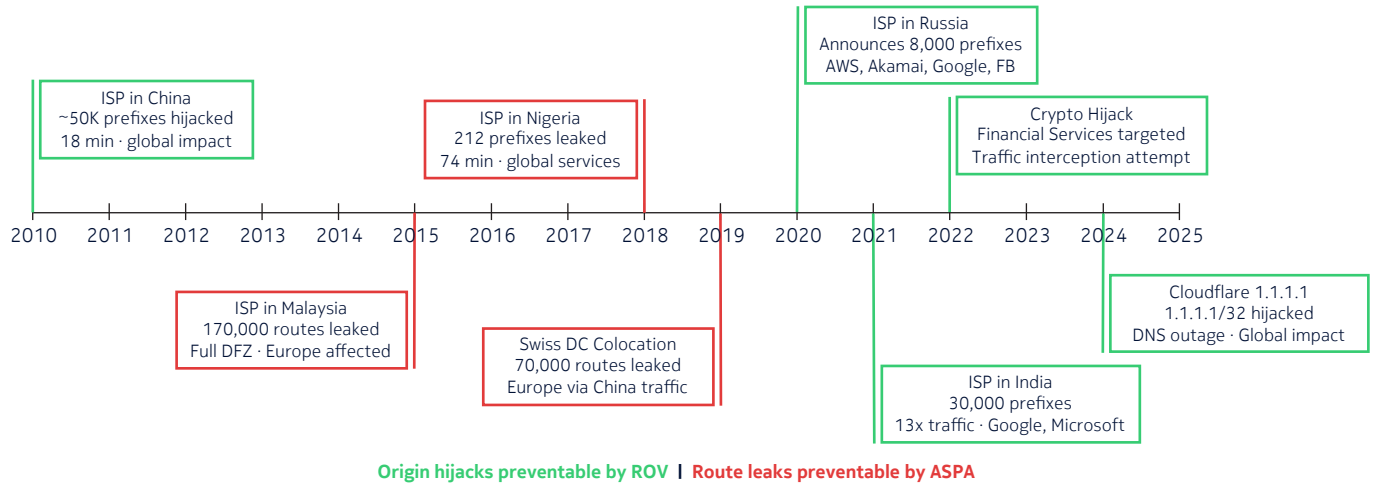 ISP in Russia
Announces 8,000 prefixes
AWS, Akamai, Google, FB
ISP in China
~50K prefixes hijacked
18 min · global impact
ISP in Nigeria
212 prefixes leaked
74 min · global services
Crypto Hijack
Financial Services targeted
Traffic interception attempt
2010 2011 2012 2013 2014 2015 2016 2017 2018 2019 2020 2021 2022 2023 2024 2025
ISP in Malaysia
170,000 routes leaked
Full DFZ · Europe affected
Swiss DC Colocation
70,000 routes leaked
Europe via China traffic
Cloudflare 1.1.1.1
1.1.1.1/32 hijacked
DNS outage · Global impact
ISP in India
30,000 prefixes
13x traffic · Google, Microsoft
Origin hijacks preventable by ROV | Route leaks preventable by ASPA